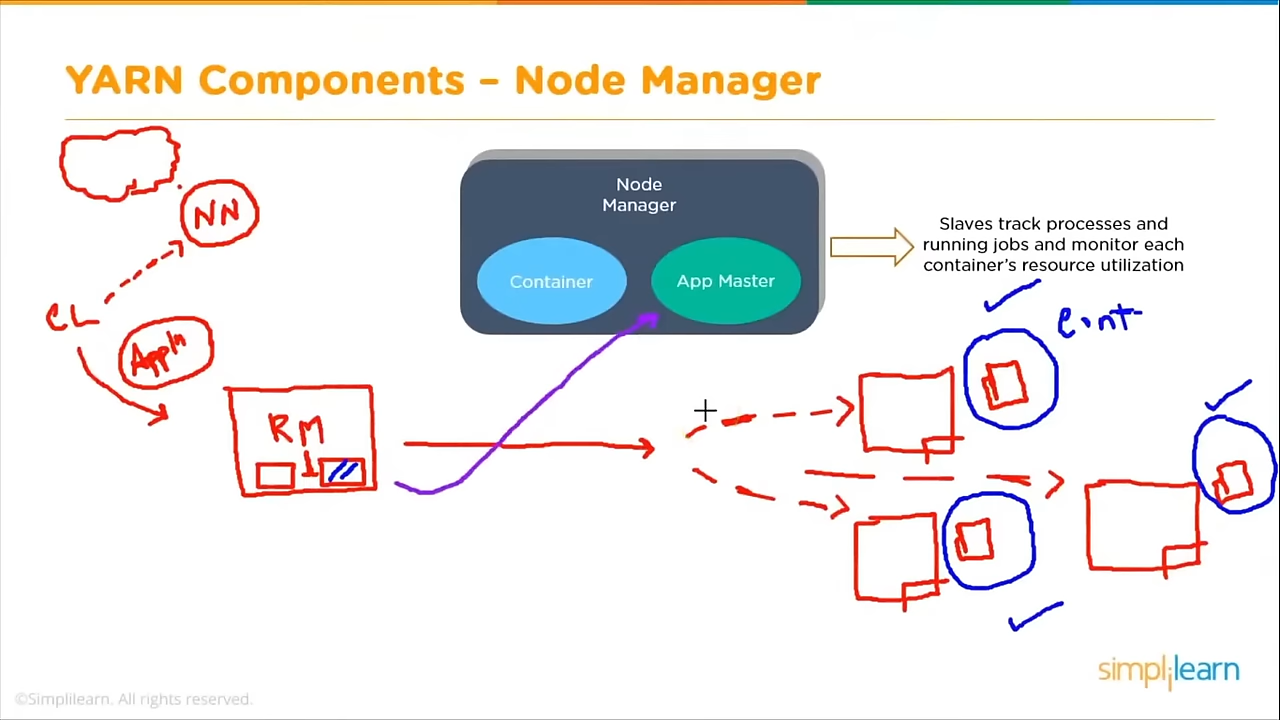 YARN Components – Node Manager
Node
Manager
Container
App Master
Slaves track processes and
running jobs and monitor each
container's resource utilization
NN
CL
Appln
RM
Cont
simplilearn
©Simplilearn. All rights reserved.